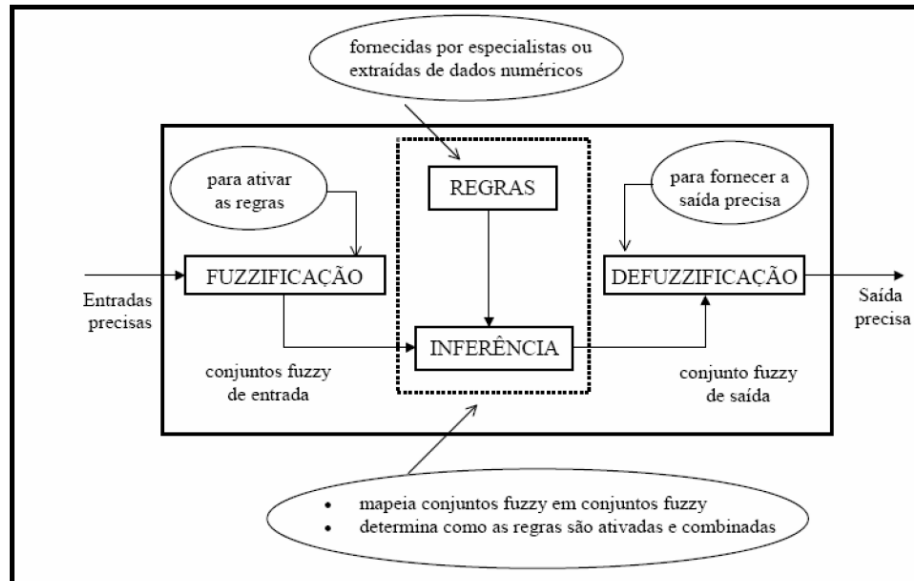 fornecidas por especialistas ou
extraídas de dados numéricos
para ativar
as regras
REGRAS
para fornecer a
saída precisa
FUZZIFICAÇÃO
DEFUZZIFICAÇÃO
Entradas
precisas
Saída
precisa
INFERÊNCIA
conjuntos fuzzy
de entrada
conjunto fuzzy
de saída
• mapeia conjuntos fuzzy em conjuntos fuzzy
• determina como as regras são ativadas e combinadas